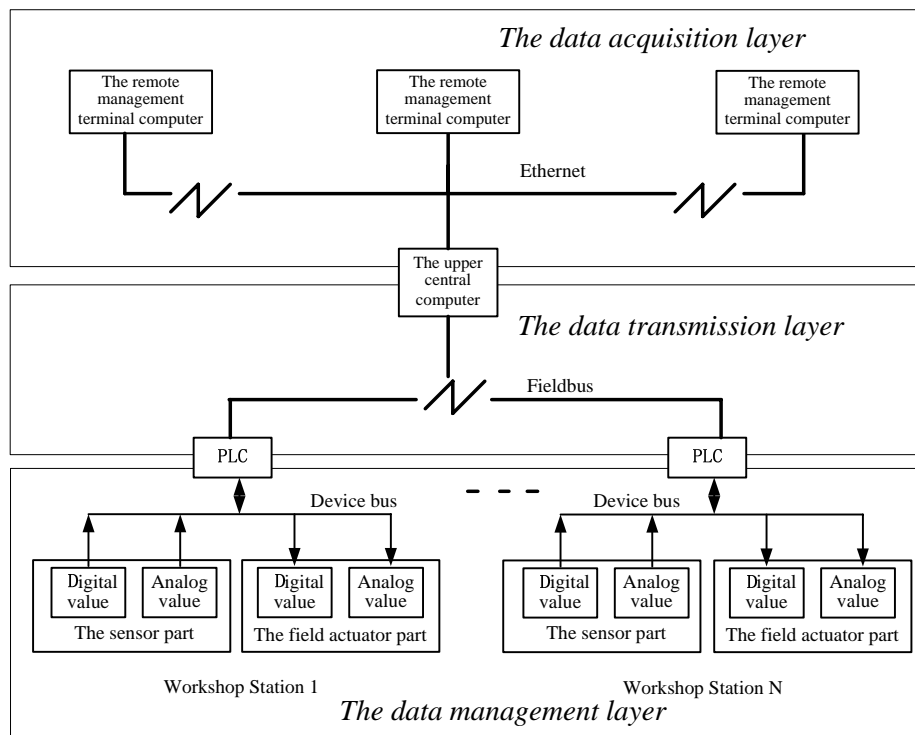 The data acquisition layer
The remote
management
terminal computer
The remote
management
terminal computer
The remote
management
terminal computer
Ethernet
The upper
central
computer
The data transmission layer
Fieldbus
PLC
PLC
Device bus
Device bus
Digital
value
Analog
value
The sensor part
Digital
value
Analog
value
The field actuator part
Digital
value
Analog
value
The sensor part
Digital
value
Analog
value
The field actuator part
Workshop Station 1
Workshop Station N
The data management layer